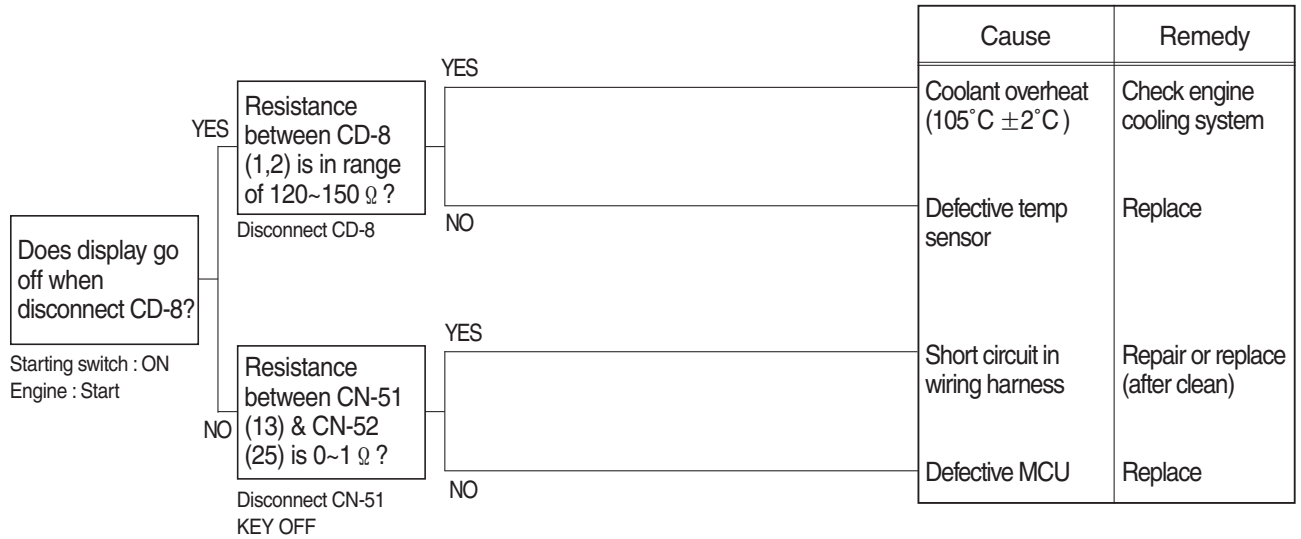 Does display go
off when
disconnect CD-8?
Starting switch : ON
Engine : Start
YES
Resistance
between CD-8
(1,2) is in range
of 120~150 Ω ?
Disconnect CD-8
NO
Resistance
between CN-51
(13) & CN-52
(25) is 0~1 Ω ?
Disconnect CN-51
KEY OFF
YES
NO
YES
NO
Cause Remedy
Coolant overheat Check engine
(105˚C ±2˚C ) cooling system
Defective temp Replace
sensor
Short circuit in Repair or replace
wiring harness (after clean)
Defective MCU Replace